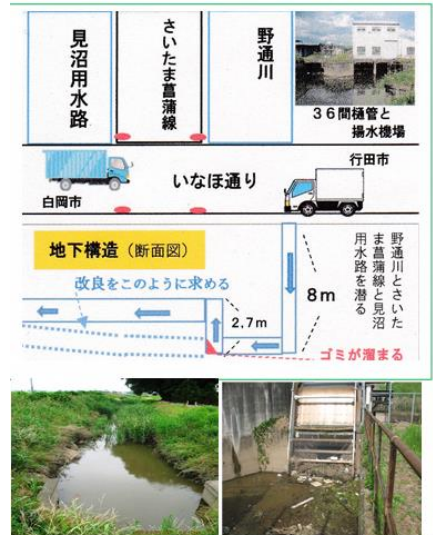 見沼用水路
さいたま菖蒲線
野通川
３６間樋管と
揚水機場
行田市
いなほ通り
白岡市
地下構造（断面図）
改良をこのように求める
8m
2,7m
野通川とさいた
ま菖蒲線と見沼
用水路を潜る
ゴミが溜まる